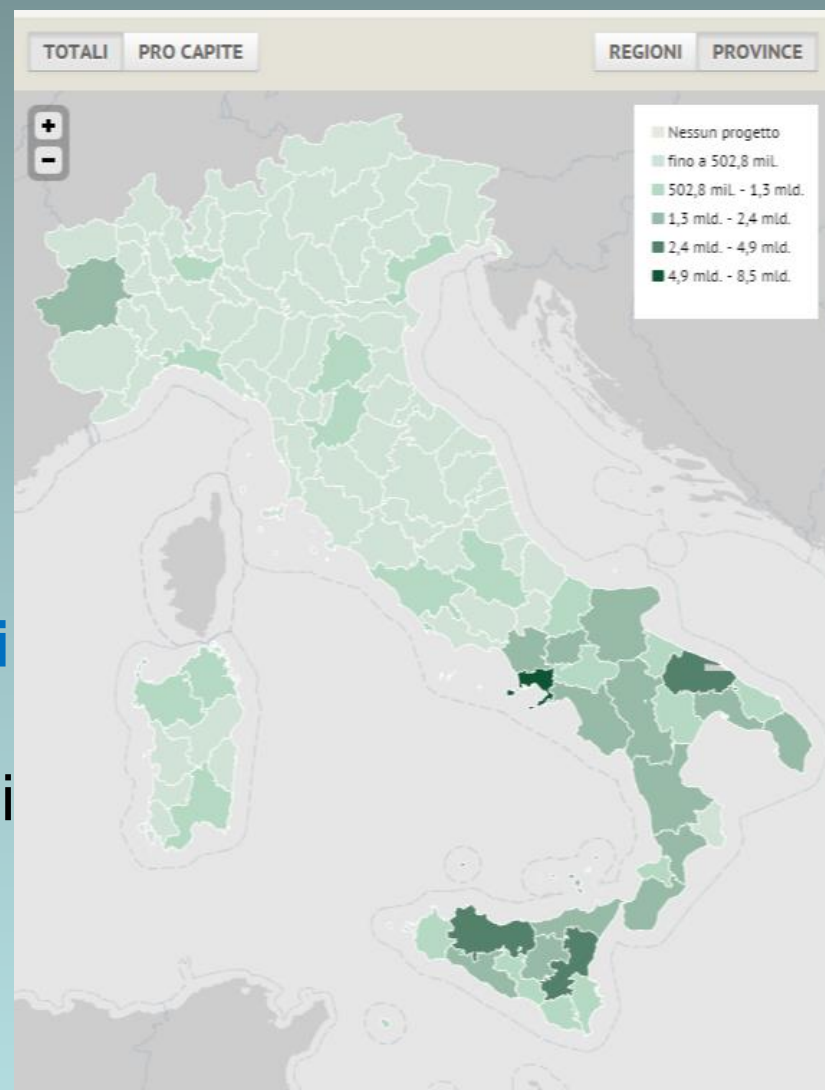 TOTALI PRO CAPITE REGIONI PROVINCE
+
−
Nessun progetto
fino a 502,8 mil.
502,8 mil. - 1,3 mld.
1,3 mld. - 2,4 mld.
2,4 mld. - 4,9 mld.
4,9 mld. - 8,5 mld.
i
i